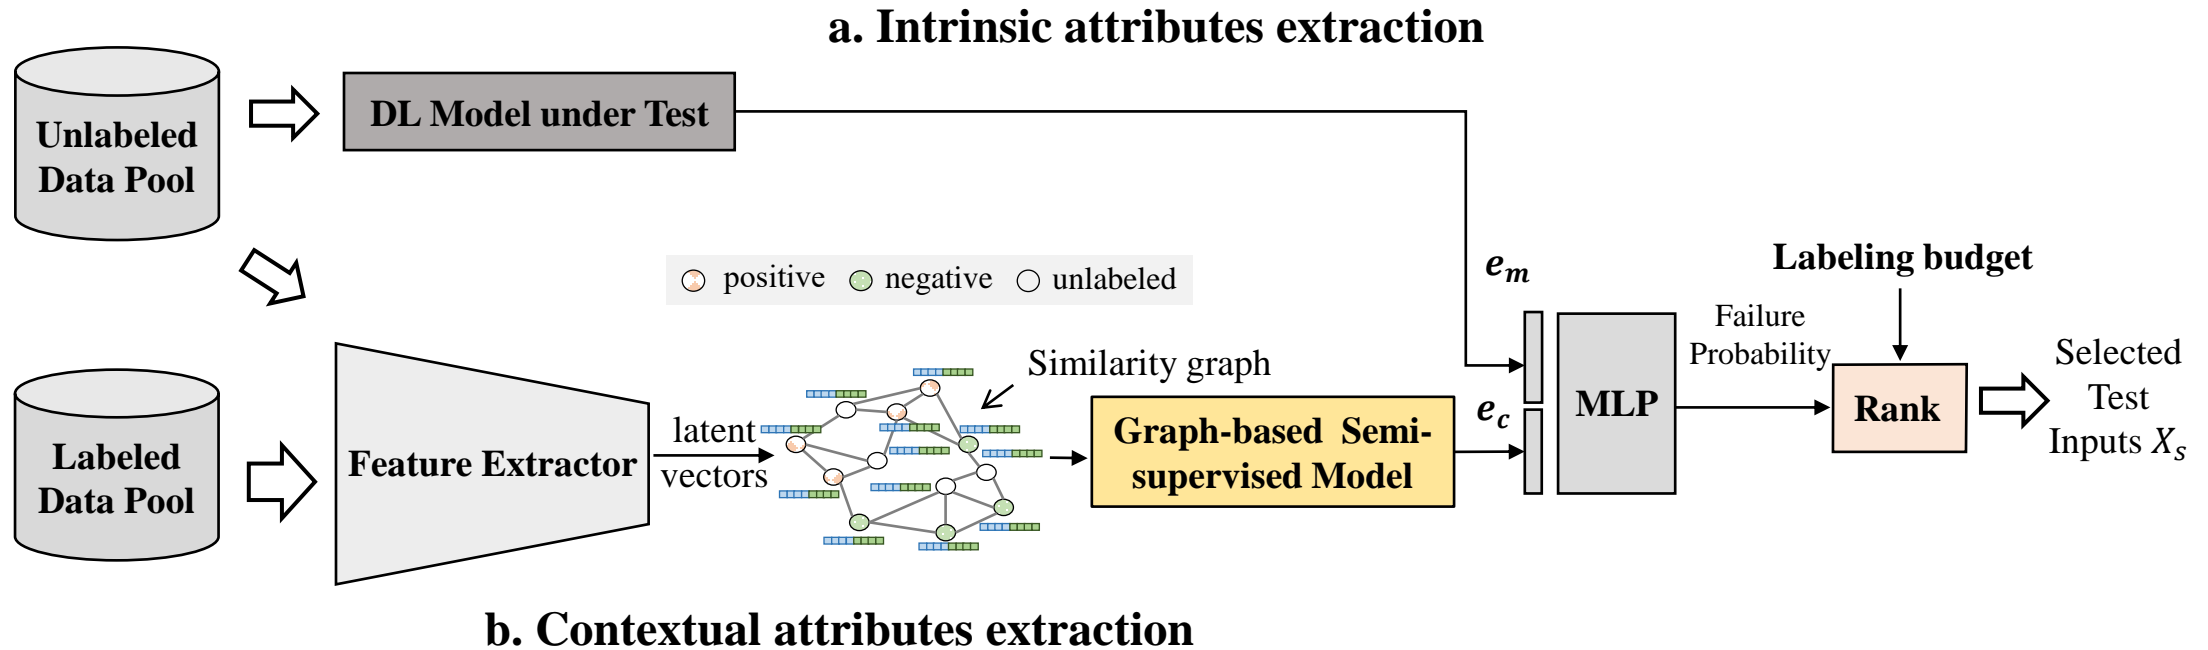 a. Intrinsic attributes extraction
Unlabeled
Data Pool
DL Model under Test
positive
negative
unlabeled
e_m
Labeling budget
Failure
Probability
Similarity graph
Selected
Test
Inputs X_s
Labeled
Data Pool
Feature Extractor
latent
vectors
Graph-based Semi-
supervised Model
e_c
MLP
Rank
b. Contextual attributes extraction